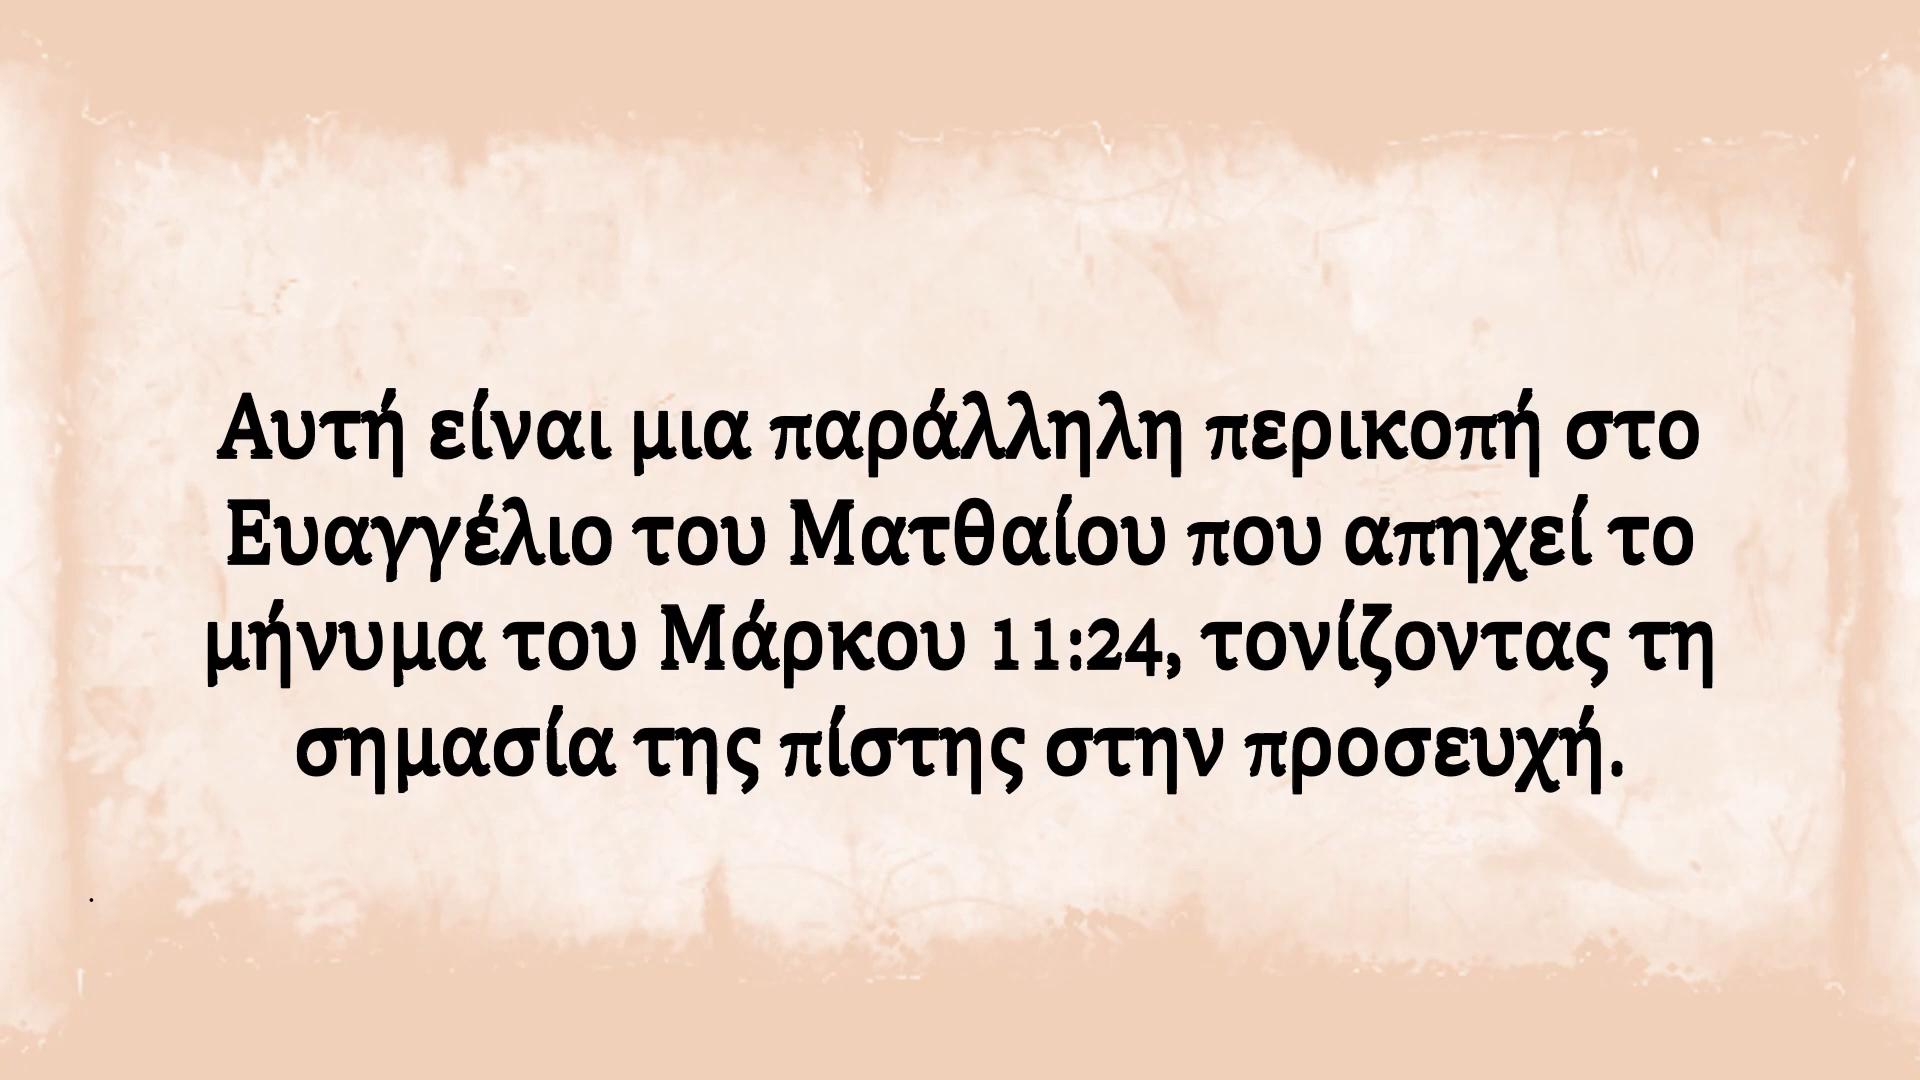 Αυτή είναι μια παράλληλη περικοπή στο
Ευαγγέλιο του Ματθαίου που απηχεί το
μήνυμα του Μάρκου 11:24, τονίζοντας τη
σημασία της πίστης στην προσευχή.
.